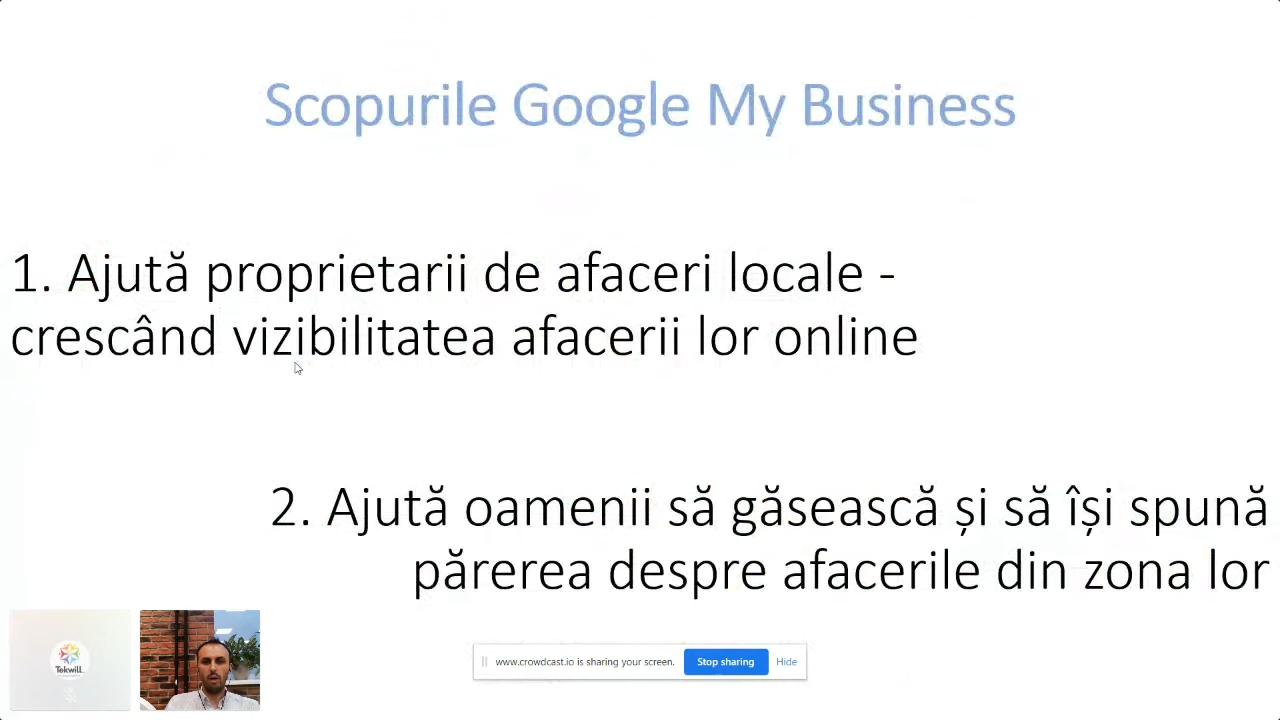 Scopurile Google My Business
1. Ajută proprietarii de afaceri locale -
crescând vizibilitatea afacerii lor online
2. Ajută oamenii să găsească și să își spună
părerea despre afacerile din zona lor
Tekwill
www.crowdcast.io is sharing your screen.
Stop sharing
Hide